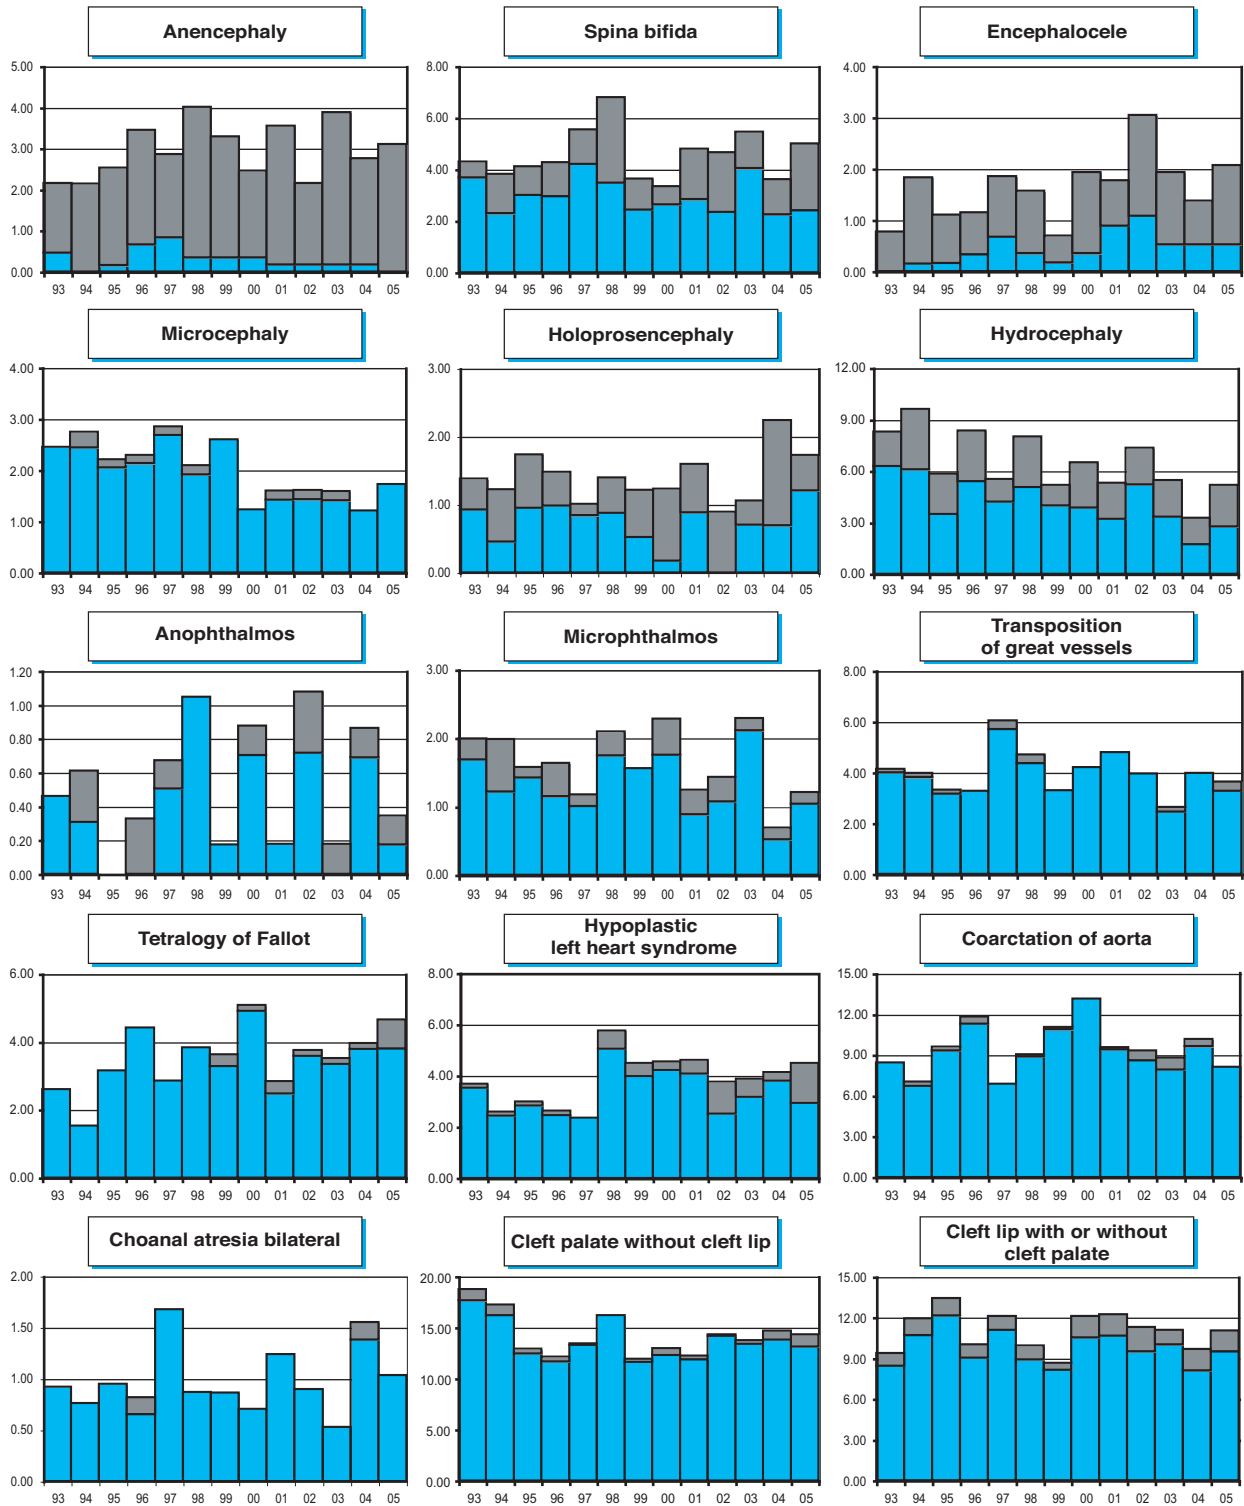 Anencephaly
5.00
4.00
3.00
2.00
1.00
0.00
93 94 95 96 97 98 99 00 01 02 03 04 05
Spina bifida
8.00
6.00
4.00
2.00
0.00
93 94 95 96 97 98 99 00 01 02 03 04 05
Encephalocele
4.00
3.00
2.00
1.00
0.00
93 94 95 96 97 98 99 00 01 02 03 04 05
Microcephaly
4.00
3.00
2.00
1.00
0.00
93 94 95 96 97 98 99 00 01 02 03 04 05
Holoprosencephaly
3.00
2.00
1.00
0.00
93 94 95 96 97 98 99 00 01 02 03 04 05
Hydrocephaly
12.00
9.00
6.00
3.00
0.00
93 94 95 96 97 98 99 00 01 02 03 04 05
Anophthalmos
1.20
1.00
0.80
0.60
0.40
0.20
0.00
93 94 95 96 97 98 99 00 01 02 03 04 05
Microphthalmos
3.00
2.00
1.00
0.00
93 94 95 96 97 98 99 00 01 02 03 04 05
Transposition
of great vessels
8.00
6.00
4.00
2.00
0.00
93 94 95 96 97 98 99 00 01 02 03 04 05
Tetralogy of Fallot
6.00
4.00
2.00
0.00
93 94 95 96 97 98 99 00 01 02 03 04 05
Hypoplastic
left heart syndrome
8.00
6.00
4.00
2.00
0.00
93 94 95 96 97 98 99 00 01 02 03 04 05
Coarctation of aorta
15.00
12.00
9.00
6.00
3.00
0.00
93 94 95 96 97 98 99 00 01 02 03 04 05
Choanal atresia bilateral
2.00
1.50
1.00
0.50
0.00
93 94 95 96 97 98 99 00 01 02 03 04 05
Cleft palate without cleft lip
20.00
15.00
10.00
5.00
0.00
93 94 95 96 97 98 99 00 01 02 03 04 05
Cleft lip with or without
cleft palate
15.00
12.00
9.00
6.00
3.00
0.00
93 94 95 96 97 98 99 00 01 02 03 04 05